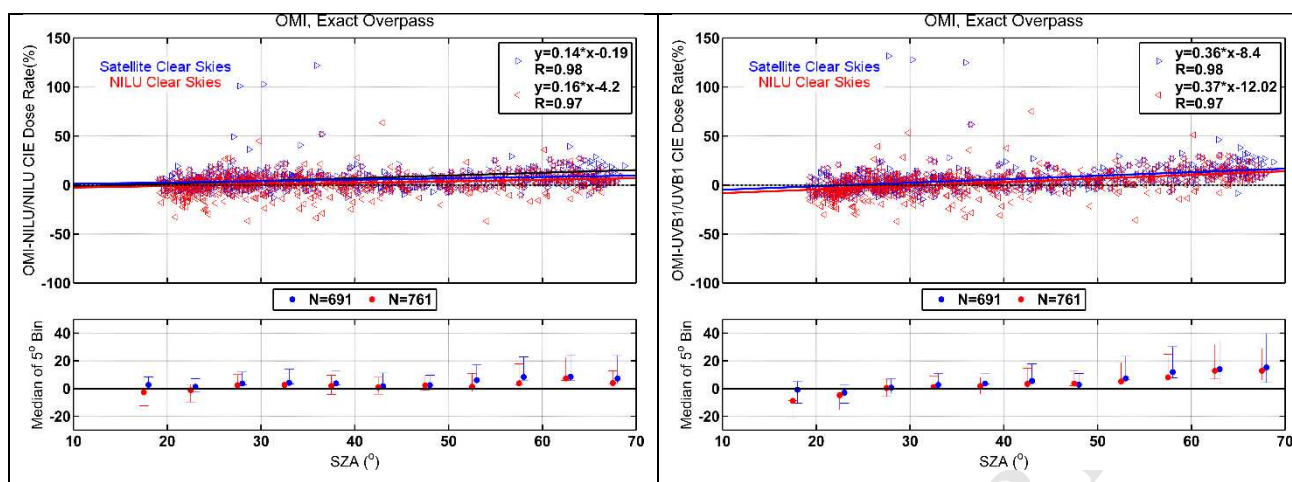 OMI, Exact Overpass
150
100
50
0
-50
-100
OMI-NILU/NILU CIE Dose Rate(%)
Satellite Clear Skies
NILU Clear Skies
y=0.14*x-0.19
R=0.98
y=0.16*x-4.2
R=0.97
N=691 N=761
40
20
0
-20
Median of 5° Bin
10 20 30 40 50 60 70
SZA (°)
OMI, Exact Overpass
150
100
50
0
-50
-100
OMI-UVB1/UVB1 CIE Dose Rate(%)
Satellite Clear Skies
NILU Clear Skies
y=0.36*x-8.4
R=0.98
y=0.37*x-12.02
R=0.97
N=691 N=761
40
20
0
-20
Median of 5° Bin
10 20 30 40 50 60 70
SZA (°)